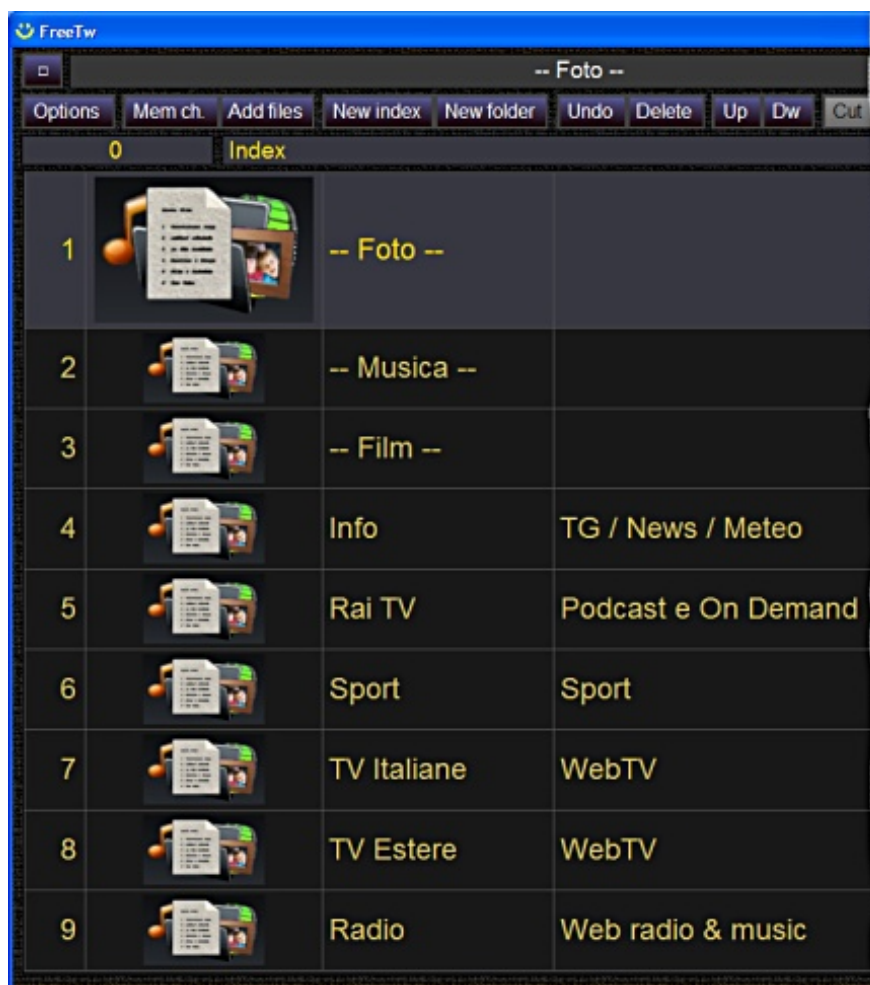 FreeTw
-- Foto --
Options Mem ch. Add files New index New folder Undo Delete Up Dw Cut
0 Index
1 -- Foto --
2 -- Musica --
3 -- Film --
4 Info TG / News / Meteo
5 Rai TV Podcast e On Demand
6 Sport Sport
7 TV Italiane WebTV
8 TV Estere WebTV
9 Radio Web radio & music